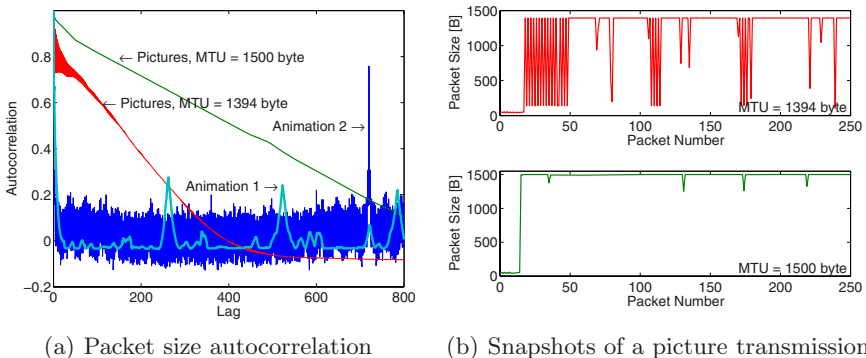 0.8
0.6
0.4
0.2
0
−0.2
0
200
400
600
800
Autocorrelation
Lag
← Pictures, MTU = 1500 byte
← Pictures, MTU = 1394 byte
Animation 2 →
Animation 1 →
(a) Packet size autocorrelation
1500
1000
500
0
0
50
100
150
200
250
Packet Size [B]
Packet Number
MTU = 1394 byte
1500
1000
500
0
0
50
100
150
200
250
Packet Size [B]
Packet Number
MTU = 1500 byte
(b) Snapshots of a picture transmission